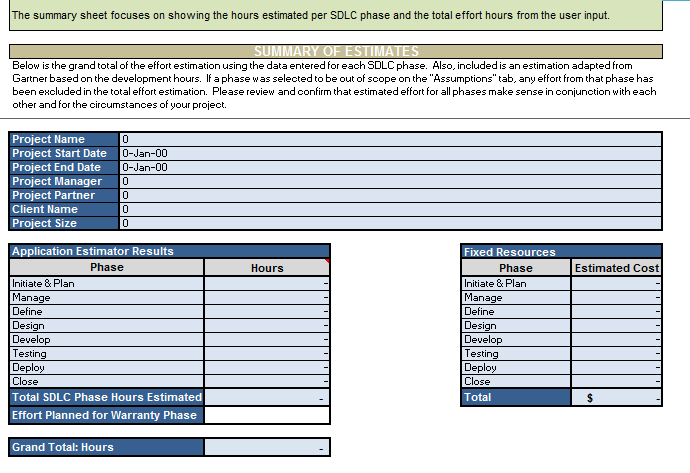 The summary sheet focuses on showing the hours estimated per SDLC phase and the total effort hours from the user input.
SUMMARY OF ESTIMATES
Below is the grand total of the effort estimation using the data entered for each SDLC phase. Also, included is an estimation adapted from
Gartner based on the development hours. If a phase was selected to be out of scope on the "Assumptions" tab, any effort from that phase has
been excluded in the total effort estimation. Please review and confirm that estimated effort for all phases make sense in conjunction with each
other and for the circumstances of your project.
Project Name 0
Project Start Date 0-Jan-00
Project End Date 0-Jan-00
Project Manager 0
Project Partner 0
Client Name 0
Project Size 0
Application Estimator Results
Phase Hours
Initiate & Plan -
Manage -
Define -
Design -
Develop -
Testing -
Deploy -
Close -
Total SDLC Phase Hours Estimated -
Effort Planned for Warranty Phase
Grand Total: Hours -
Fixed Resources
Phase Estimated Cost
Initiate & Plan -
Manage -
Define -
Design -
Develop -
Testing -
Deploy -
Close -
Total $ -